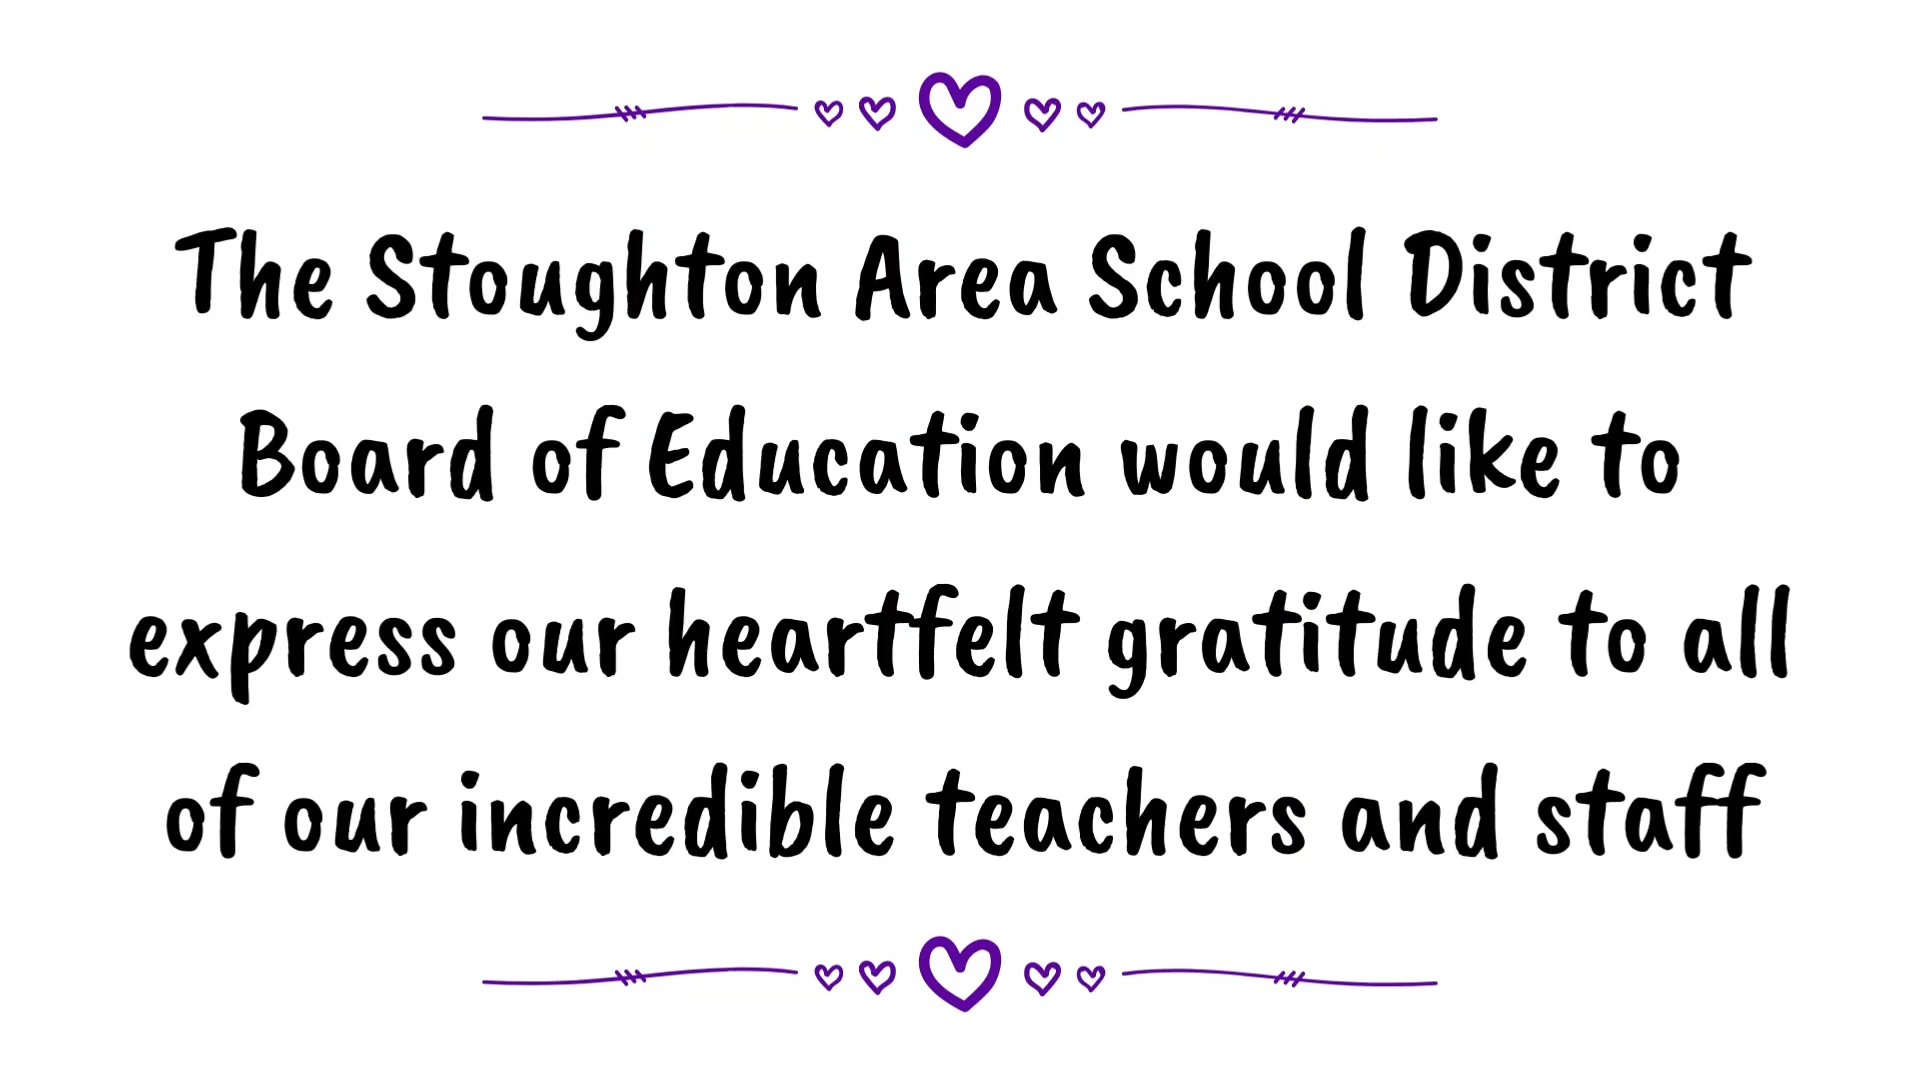 The Stoughton Area School District
Board of Education would like to
express our heartfelt gratitude to all
of our incredible teachers and staff